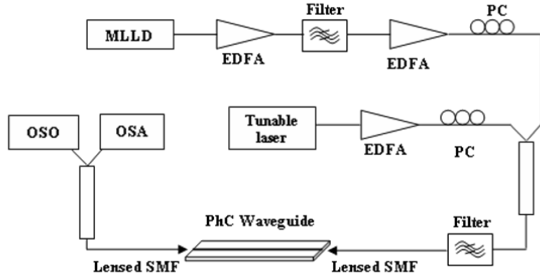 Filter
PC
MLLD
EDFA
EDFA
OSO
OSA
Tunable
laser
EDFA
PC
PhC Waveguide
Filter
Lensed SMF
Lensed SMF